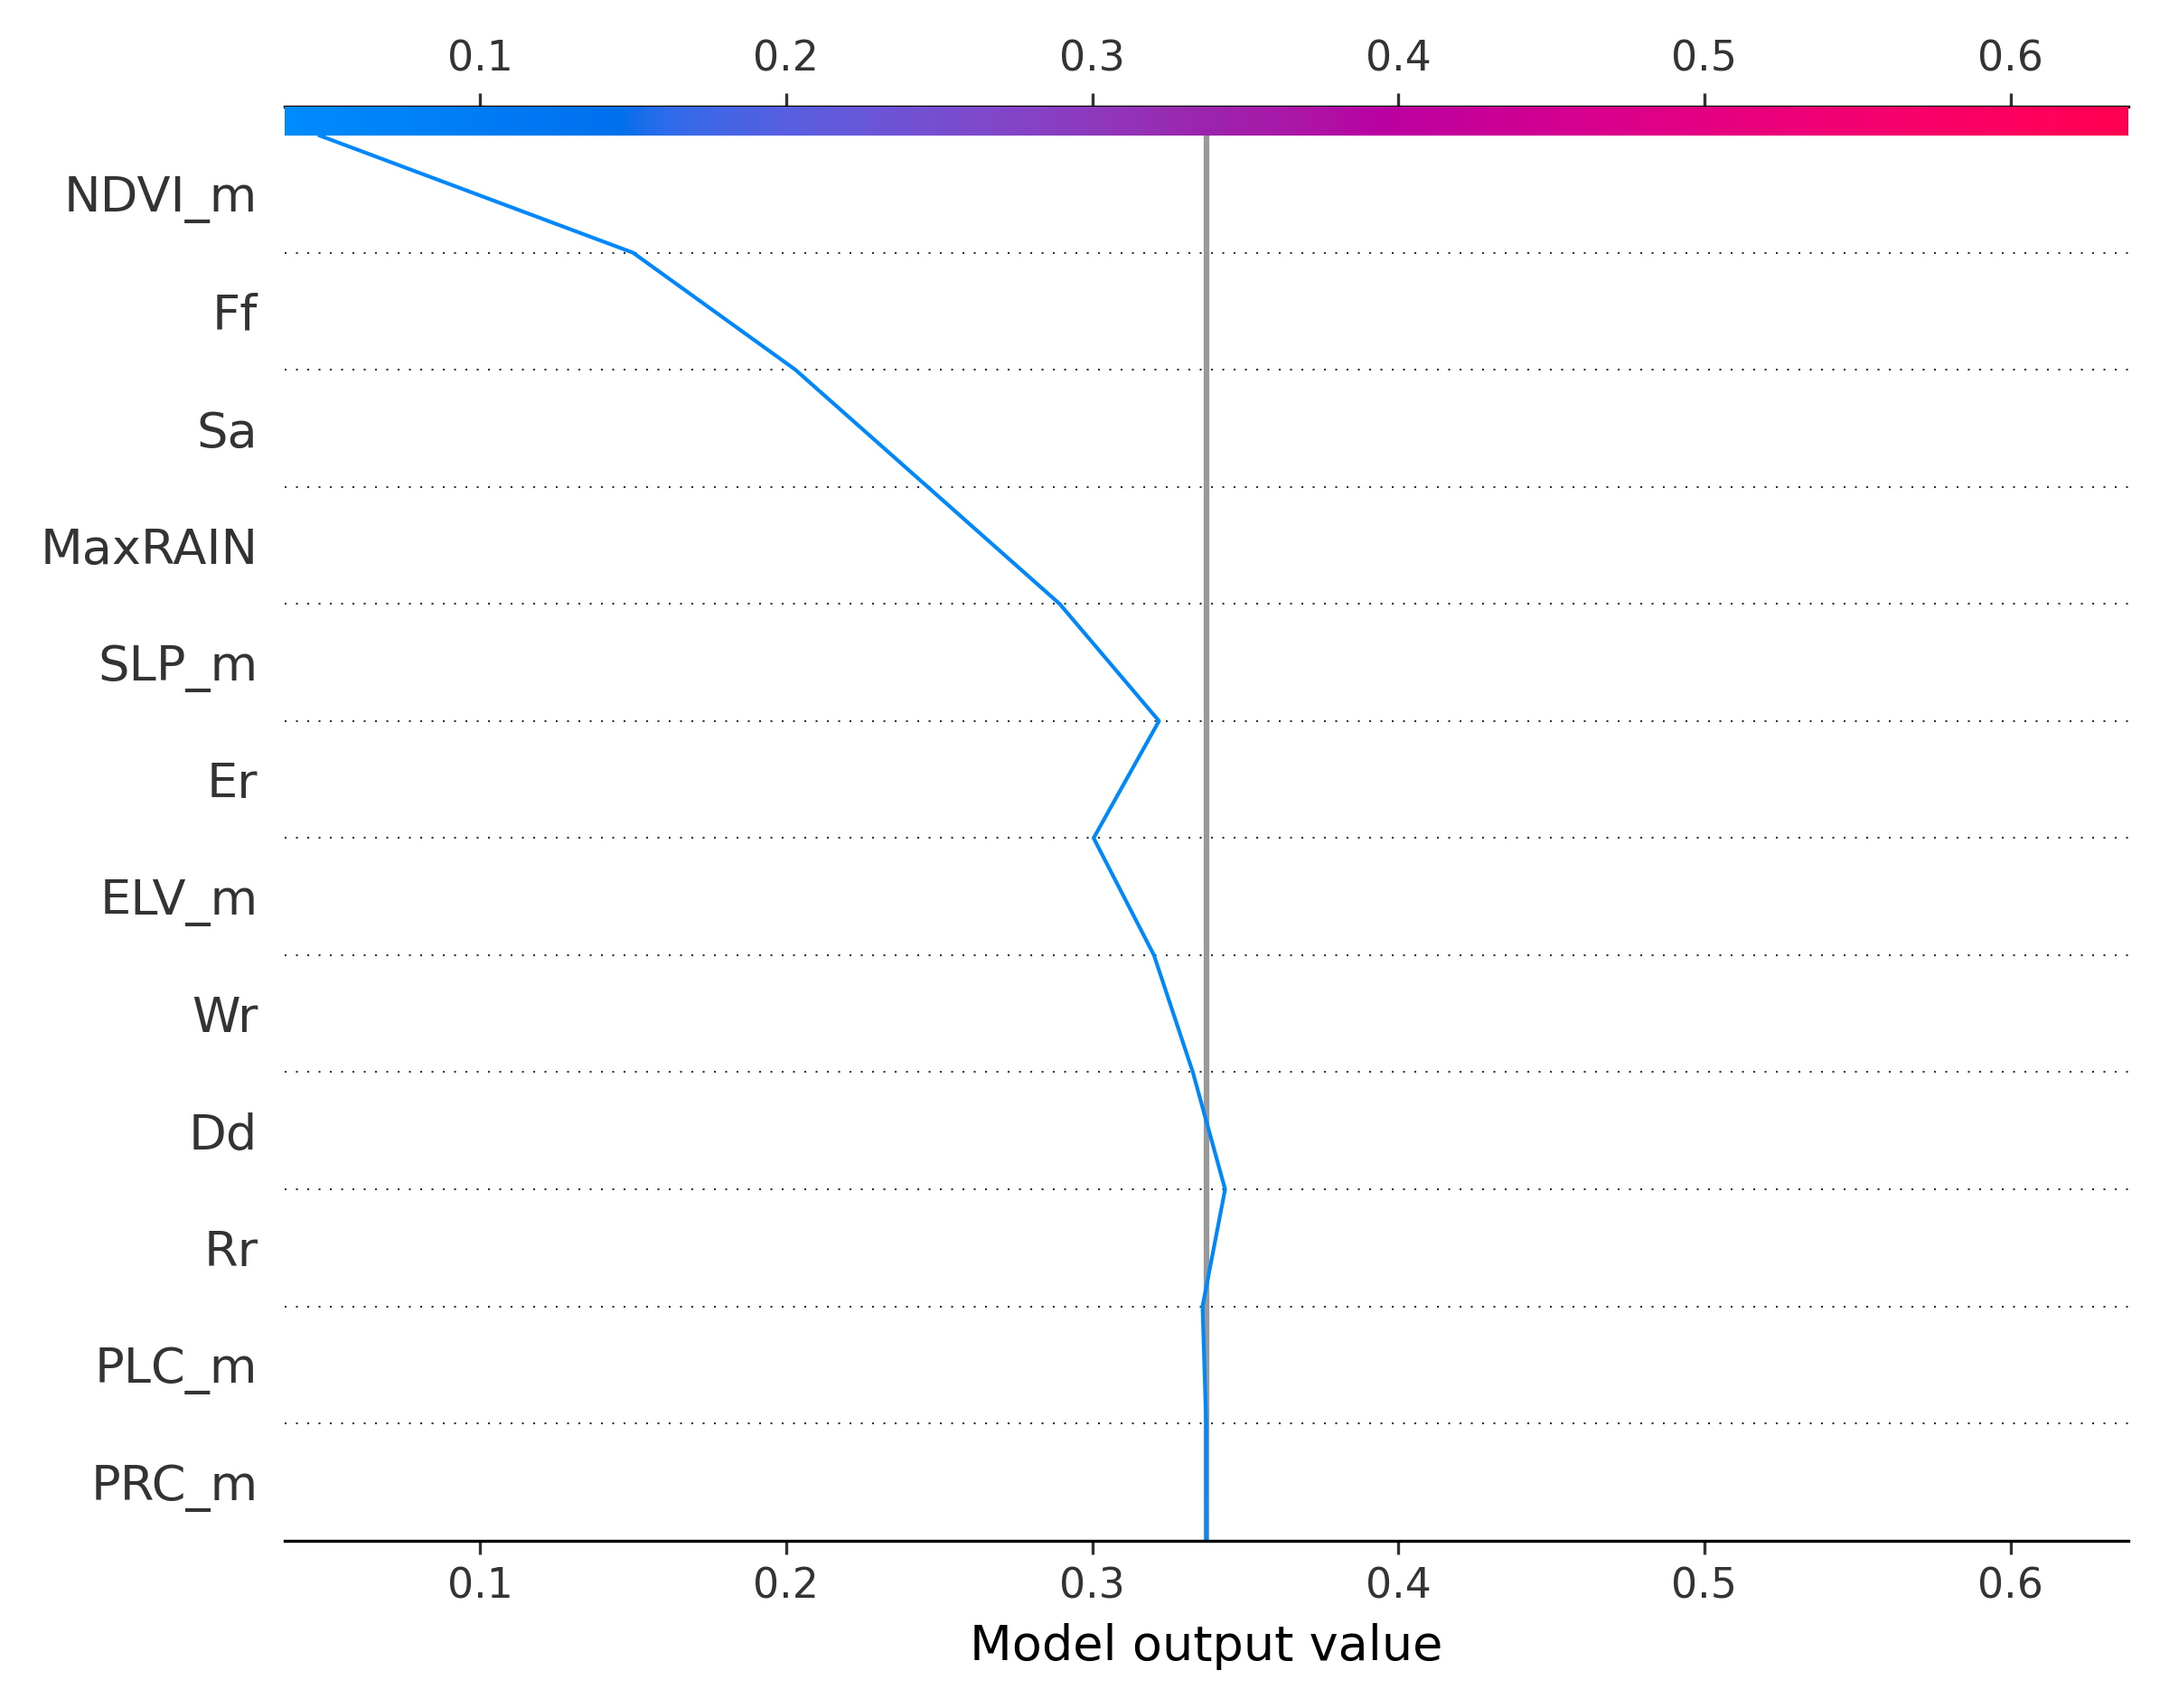 0.1 0.2 0.3 0.4 0.5 0.6
NDVI_m
Ff
Sa
MaxRAIN
SLP_m
Er
ELV_m
Wr
Dd
Rr
PLC_m
PRC_m
0.1 0.2 0.3 0.4 0.5 0.6
Model output value